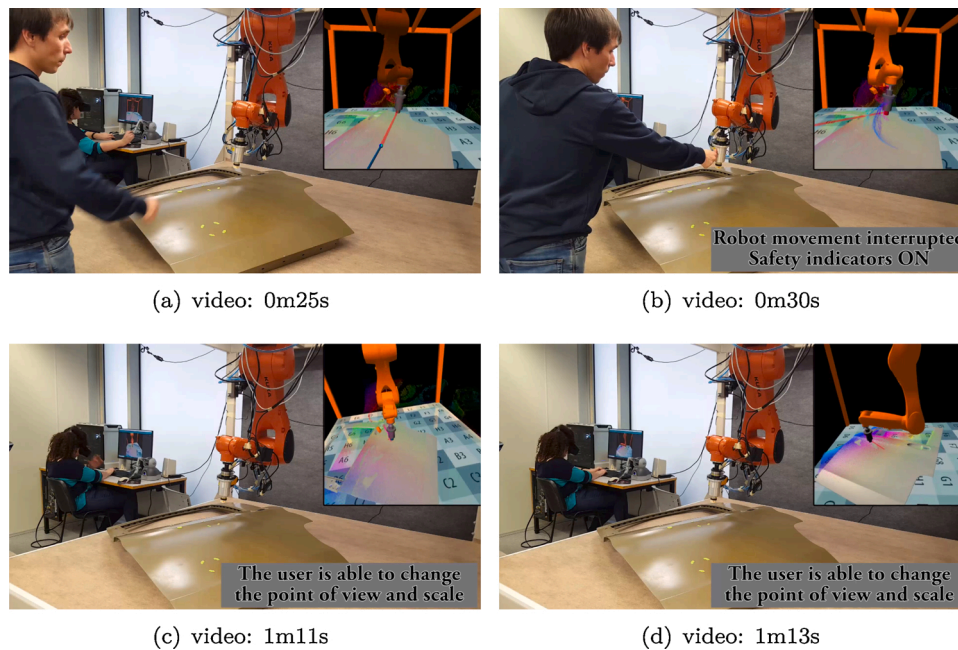 Robot movement interrupted
Safety indicators ON
(a) video: 0m25s
(b) video: 0m30s
The user is able to change
the point of view and scale
The user is able to change
the point of view and scale
(c) video: 1m11s
(d) video: 1m13s